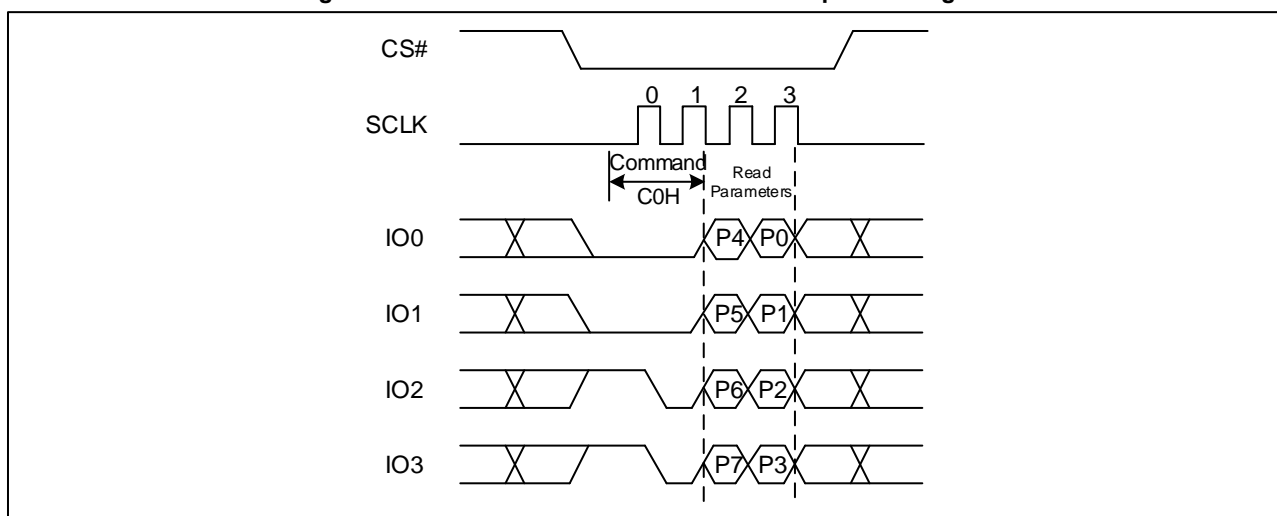 CS#
0 1 2 3
SCLK
Command
C0H
Read
Parameters
IO0 P4 P0
IO1 P5 P1
IO2 P6 P2
IO3 P7 P3